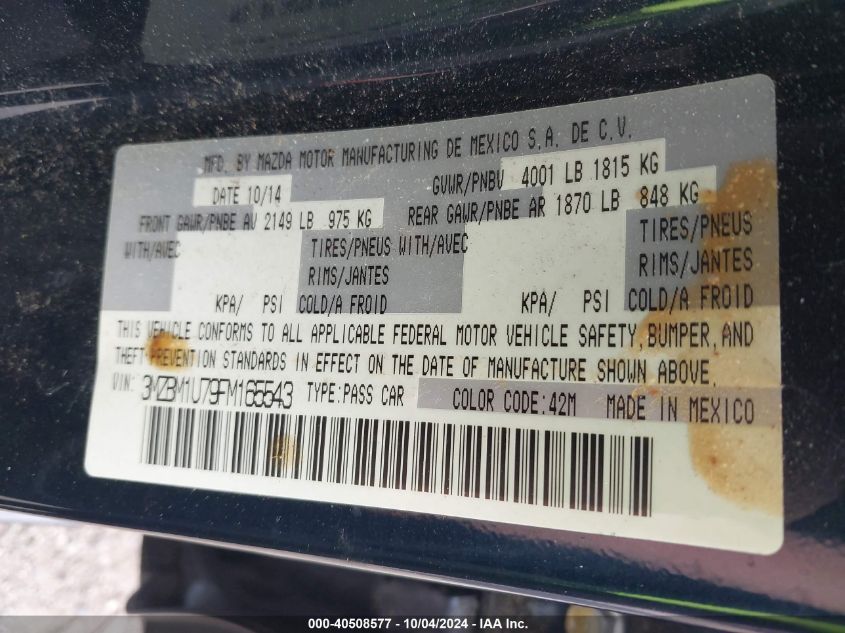 MFD. BY MAZDA MOTOR MANUFACTURING DE MEXICO S.A. DE C.V.
DATE 10/14 GVWR/PNBV 4001 LB 1815 KG
FRONT GAWR/PNBE AV 2149 LB 975 KG REAR GAWR/PNBE AR 1870 LB 848 KG
WITH/AVEC TIRES/PNEUS WITH/AVEC TIRES/PNEUS
RIMS/JANTES RIMS/JANTES
KPA/ PSI COLD/A FROID KPA/ PSI COLD/A FROID
THIS VEHICLE CONFORMS TO ALL APPLICABLE FEDERAL MOTOR VEHICLE SAFETY, BUMPER, AND
THEFT PREVENTION STANDARDS IN EFFECT ON THE DATE OF MANUFACTURE SHOWN ABOVE.
VIN: 3MZBM1U79FM165543 TYPE:PASS CAR COLOR CODE:42M MADE IN MEXICO
000-40508577 - 10/04/2024 - IAA Inc.